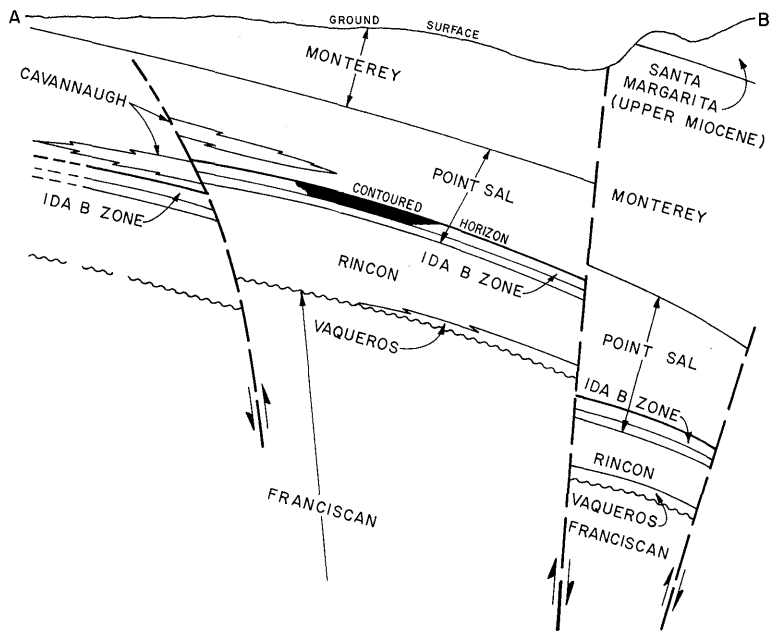 A
B
GROUND SURFACE
MONTEREY
SANTA
MARGARITA
(UPPER MIOCENE)
CAVANNAUGH
POINT SAL
MONTEREY
CONTOURED HORIZON
IDA B ZONE
IDA B ZONE
RINCON
VAQUEROS
POINT SAL
IDA B ZONE
RINCON
FRANCISCAN
VAQUEROS
FRANCISCAN